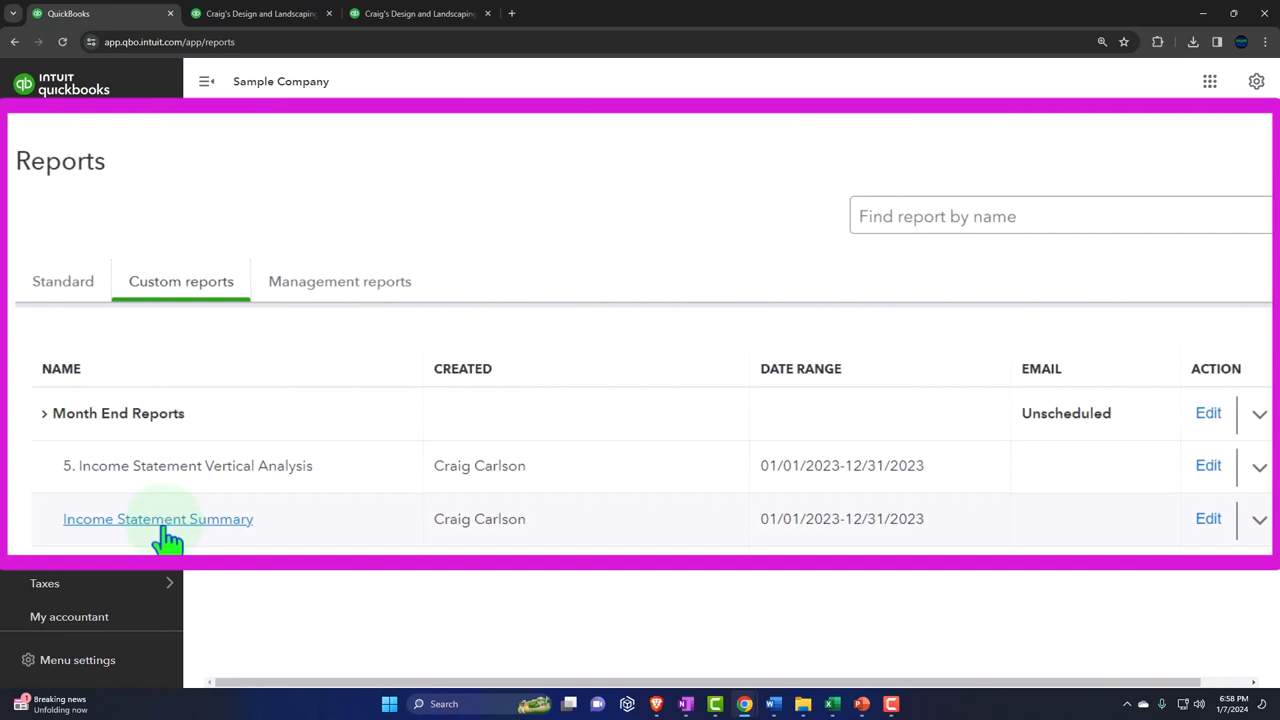 QuickBooks
Craig's Design and Landscaping
Craig's Design and Landscaping
app.qbo.intuit.com/app/reports
INTUIT
quickbooks
Sample Company
Reports
Find report by name
Standard
Custom reports
Management reports
NAME CREATED DATE RANGE EMAIL ACTION
Month End Reports Unscheduled Edit
5. Income Statement Vertical Analysis Craig Carlson 01/01/2023-12/31/2023 Edit
Income Statement Summary Craig Carlson 01/01/2023-12/31/2023 Edit
Taxes
My accountant
Menu settings
1
Breaking news
Unfolding now
Search
6:58 PM
1/7/2024